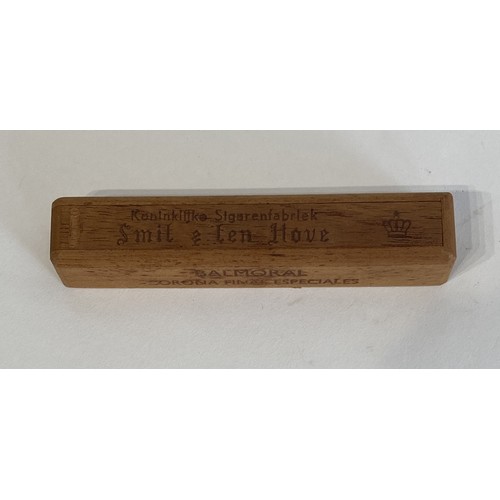 Koninklijke Sigarenfabriek
Smit & ten Hove
BALMORAL
CORONA FINAS ESPECIALES